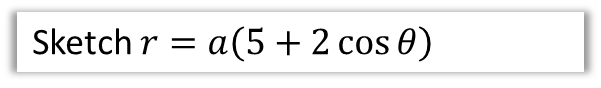 Sketch 𝑟 = 𝑎(5 + 2 cos 𝜃)